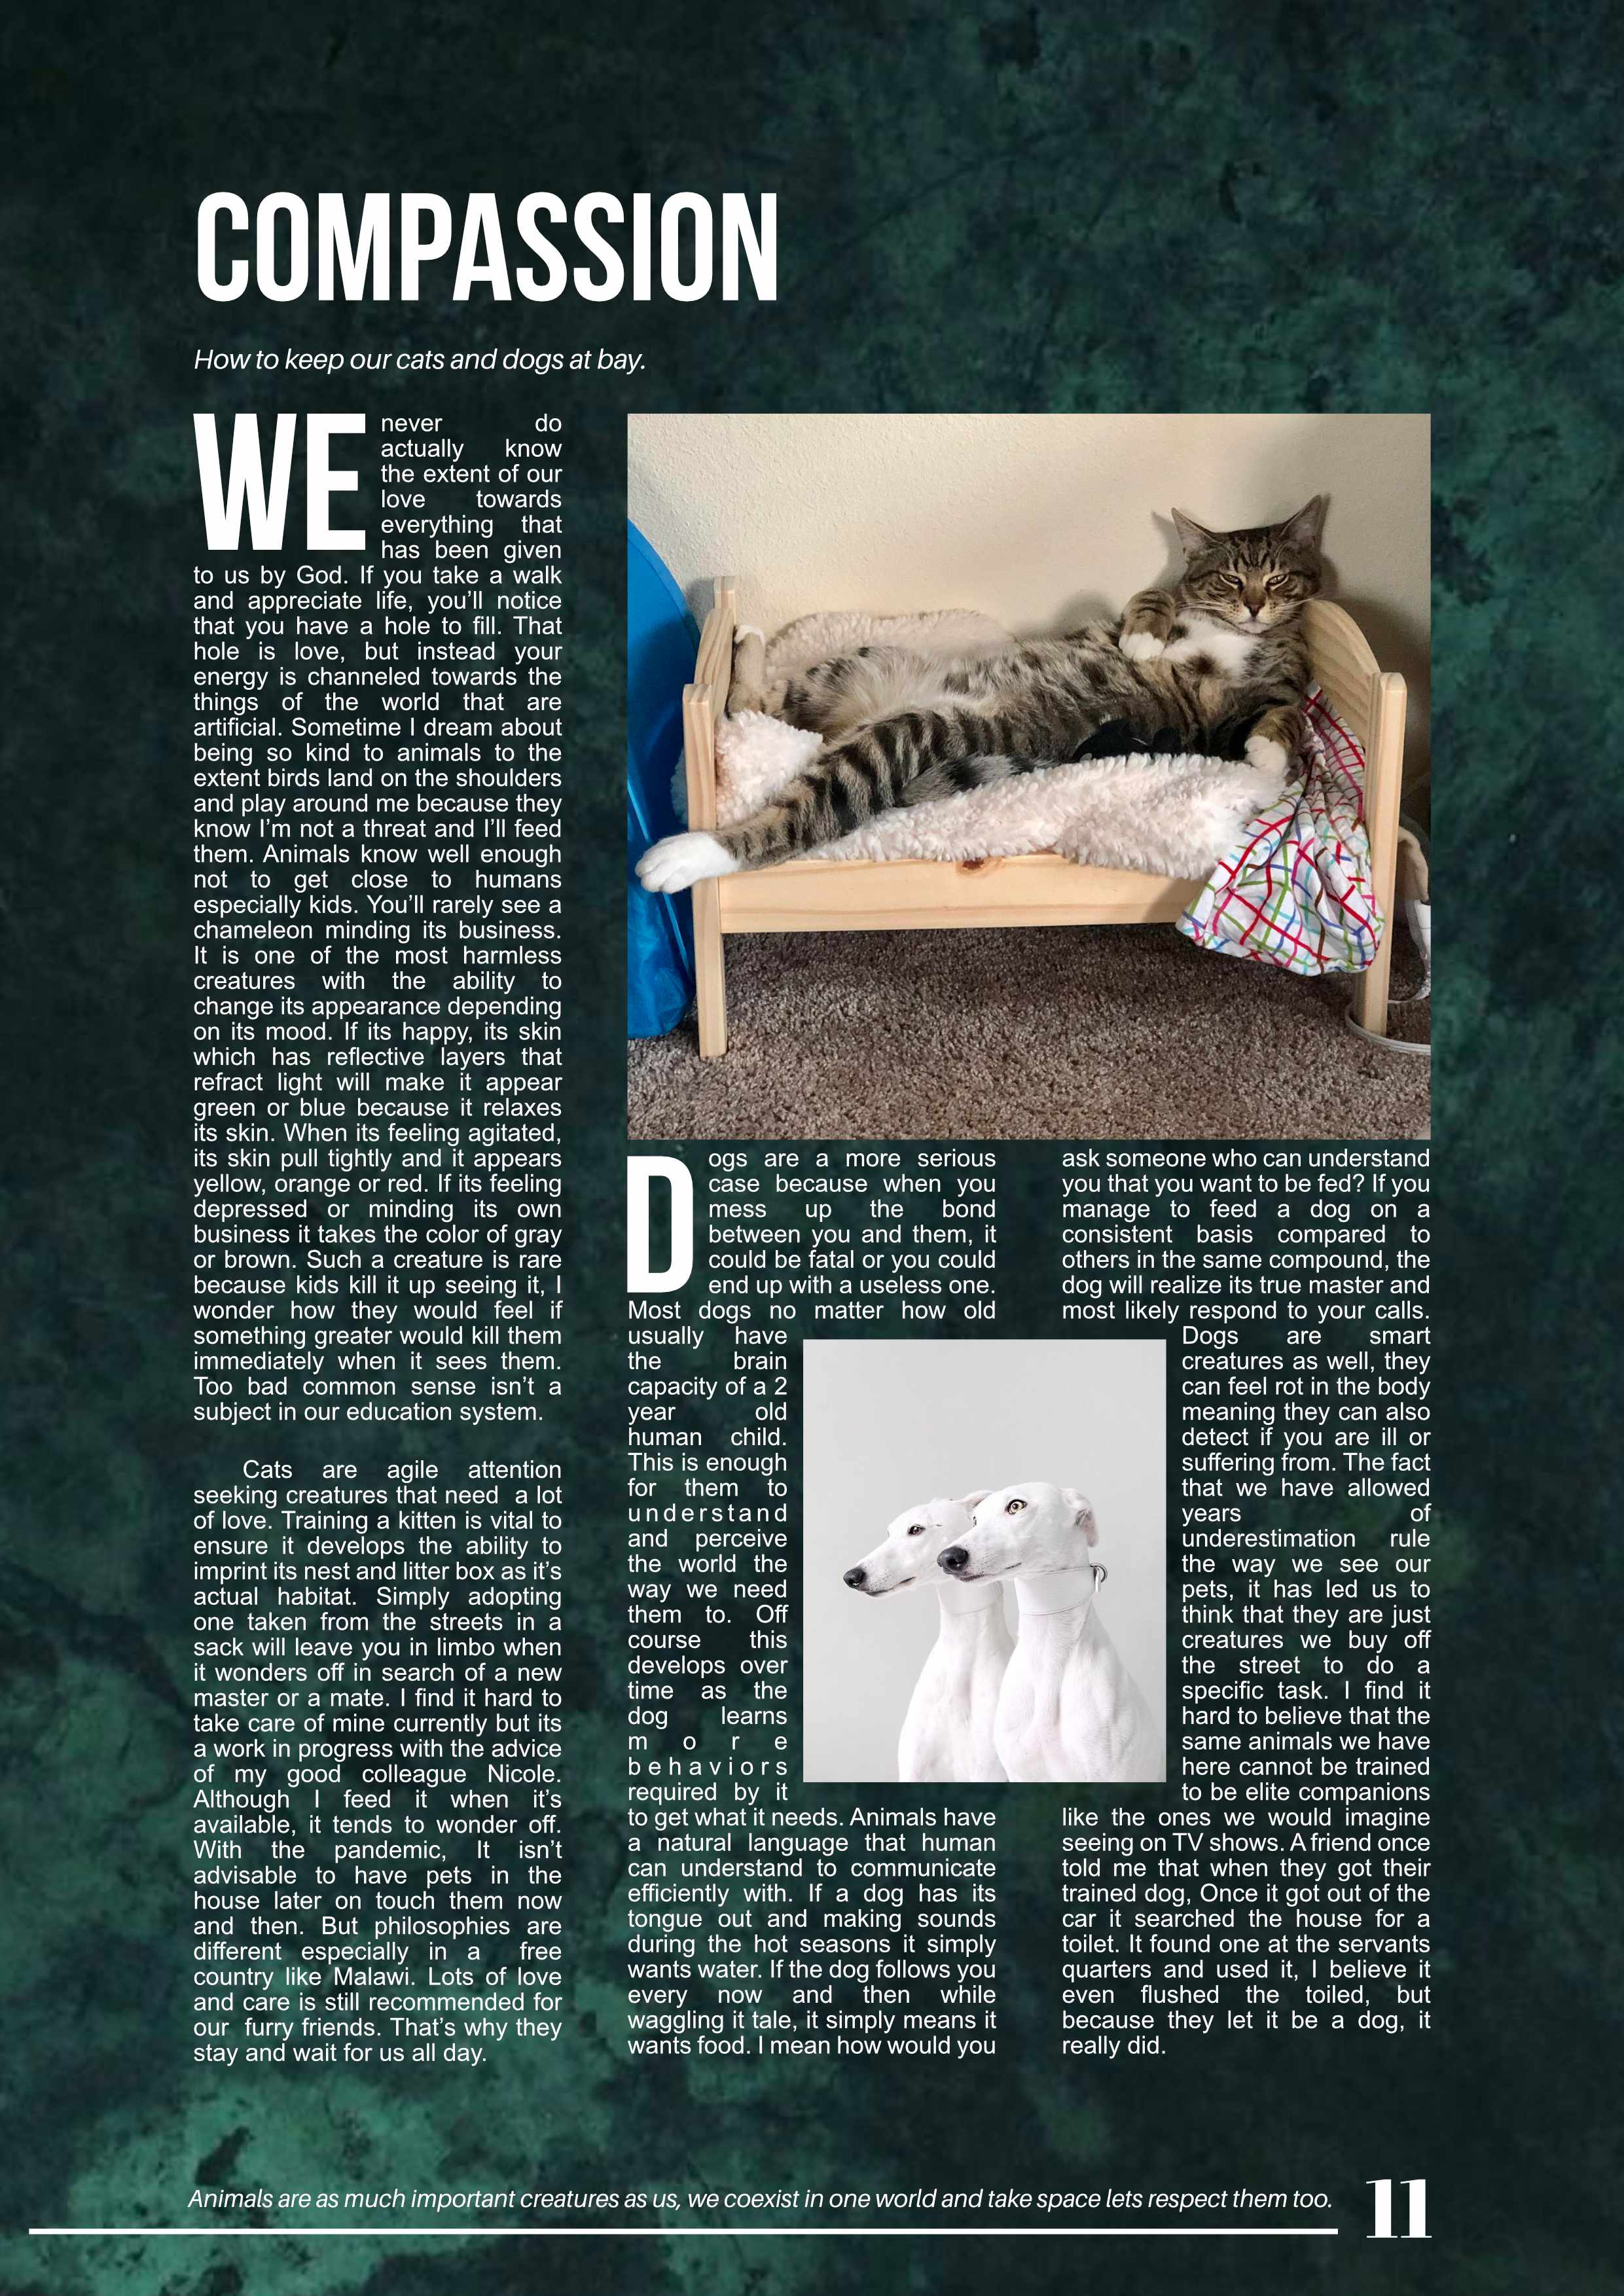 COMPASSION
How to keep our cats and dogs at bay.
WE never do
actually know
the extent of our
love towards
everything that
has been given
to us by God. If you take a walk
and appreciate life, you'll notice
that you have a hole to fill. That
hole is love, but instead your
energy is channeled towards the
things of the world that are
artificial. Sometime I dream about
being so kind to animals to the
extent birds land on the shoulders
and play around me because they
know I'm not a threat and I'll feed
them. Animals know well enough
not to get close to humans
especially kids. You'll rarely see a
chameleon minding its business.
It is one of the most harmless
creatures with the ability to
change its appearance depending
on its mood. If its happy, its skin
which has reflective layers that
refract light will make it appear
green or blue because it relaxes
its skin. When its feeling agitated,
its skin pull tightly and it appears
yellow, orange or red. If its feeling
depressed or minding its own
business it takes the color of gray
or brown. Such a creature is rare
because kids kill it up seeing it, I
wonder how they would feel if
something greater would kill them
immediately when it sees them.
Too bad common sense isn't a
subject in our education system.
Cats are agile attention
seeking creatures that need a lot
of love. Training a kitten is vital to
ensure it develops the ability to
imprint its nest and litter box as it's
actual habitat. Simply adopting
one taken from the streets in a
sack will leave you in limbo when
it wonders off in search of a new
master or a mate. I find it hard to
take care of mine currently but its
a work in progress with the advice
of my good colleague Nicole.
Although I feed it when it's
available, it tends to wonder off.
With the pandemic, It isn't
advisable to have pets in the
house later on touch them now
and then. But philosophies are
different especially in a free
country like Malawi. Lots of love
and care is still recommended for
our furry friends. That's why they
stay and wait for us all day.
Dogs are a more serious
case because when you
mess up the bond
between you and them, it
could be fatal or you could
end up with a useless one.
Most dogs no matter how old
usually have
the brain
capacity of a 2
year old
human child.
This is enough
for them to
understand
and perceive
the world the
way we need
them to. Off
course this
develops over
time as the
dog learns
more
behaviors
required by it
to get what it needs. Animals have
a natural language that human
can understand to communicate
efficiently with. If a dog has its
tongue out and making sounds
during the hot seasons it simply
wants water. If the dog follows you
every now and then while
waggling it tale, it simply means it
wants food. I mean how would you
ask someone who can understand
you that you want to be fed? If you
manage to feed a dog on a
consistent basis compared to
others in the same compound, the
dog will realize its true master and
most likely respond to your calls.
Dogs are smart
creatures as well, they
can feel rot in the body
meaning they can also
detect if you are ill or
suffering from. The fact
that we have allowed
years of
underestimation rule
the way we see our
pets, it has led us to
think that they are just
creatures we buy off
the street to do a
specific task. I find it
hard to believe that the
same animals we have
here cannot be trained
to be elite companions
like the ones we would imagine
seeing on TV shows. A friend once
told me that when they got their
trained dog, Once it got out of the
car it searched the house for a
toilet. It found one at the servants
quarters and used it, I believe it
even flushed the toiled, but
because they let it be a dog, it
really did.
Animals are as much important creatures as us, we coexist in one world and take space lets respect them too.
11